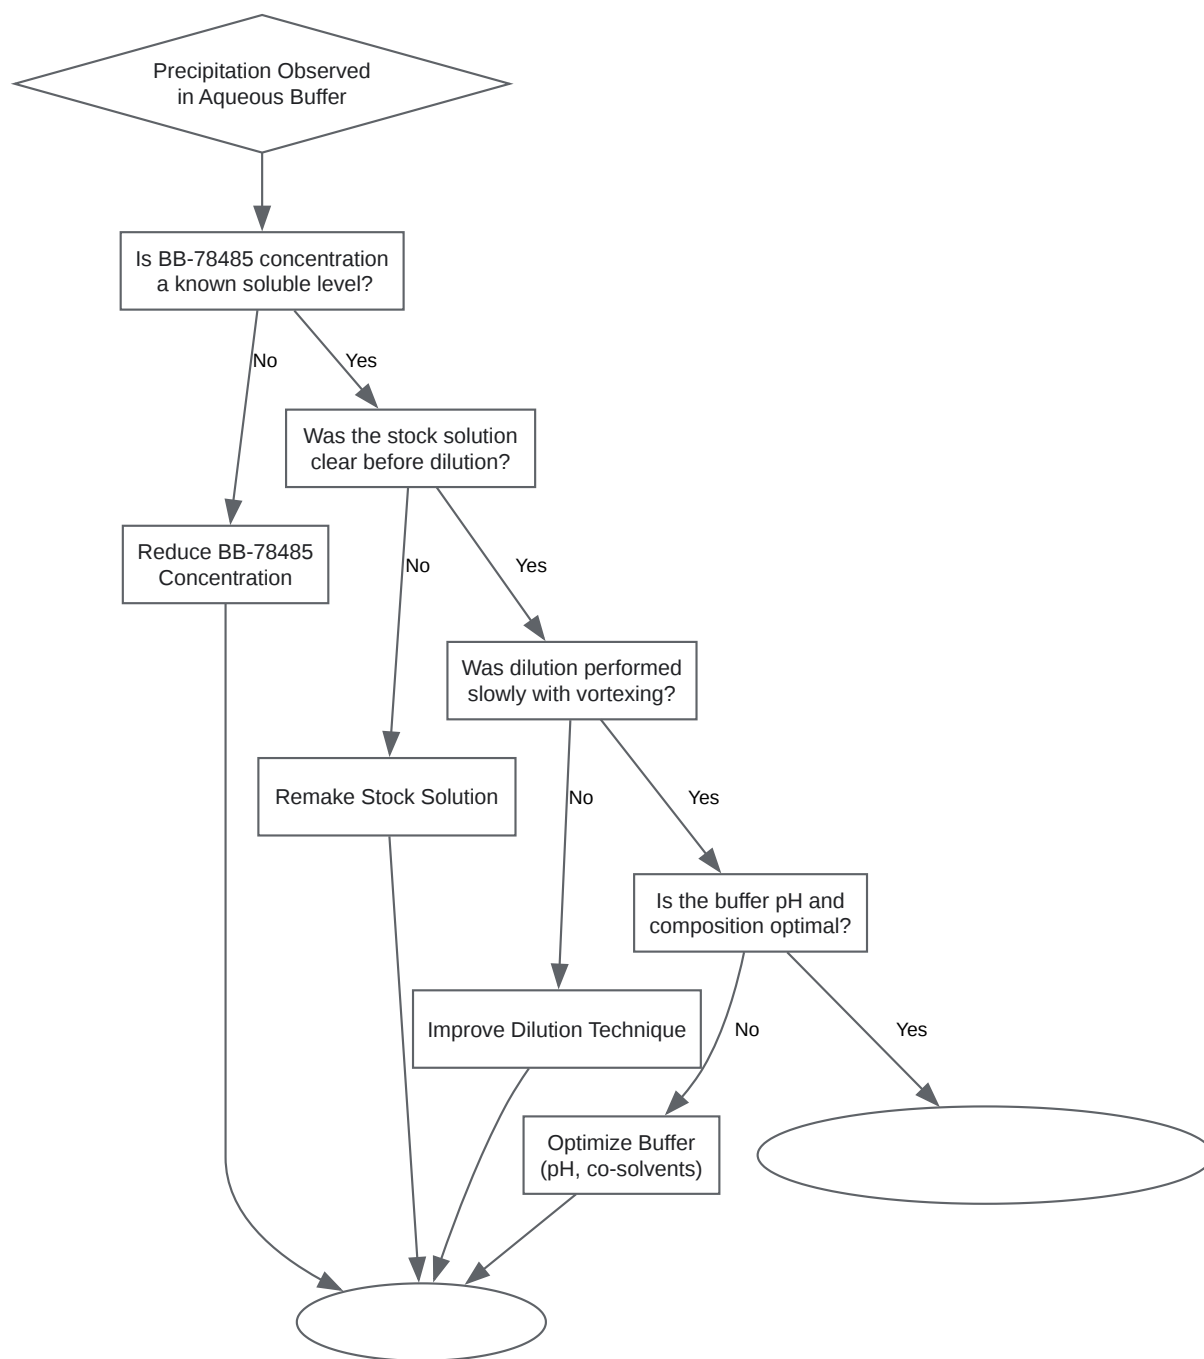 Precipitation Observed
in Aqueous Buffer
Is BB-78485 concentration
a known soluble level?
No
Yes
Was the stock solution
clear before dilution?
Reduce BB-78485
Concentration
No
Yes
Was dilution performed
slowly with vortexing?
Remake Stock Solution
No
Yes
Is the buffer pH and
composition optimal?
Improve Dilution Technique
No
Yes
Optimize Buffer
(pH, co-solvents)